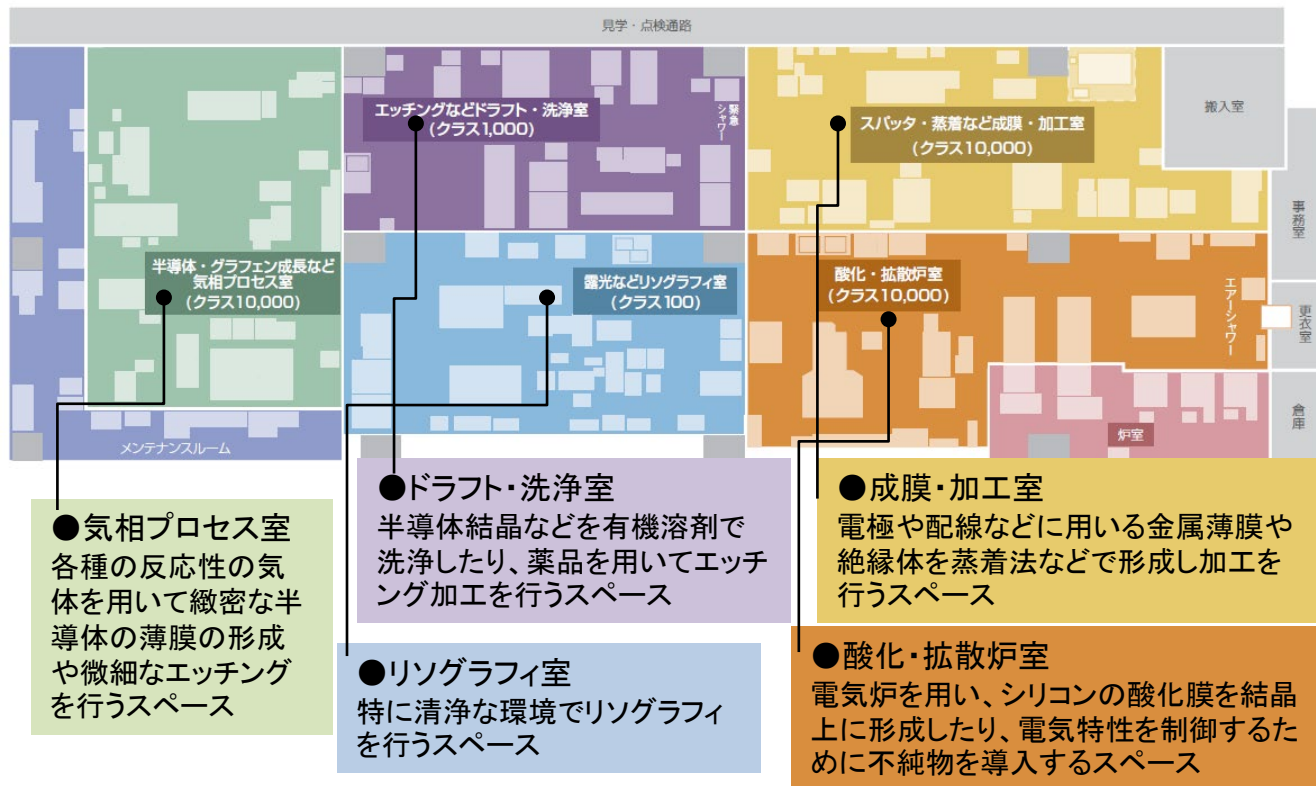 見学・点検通路
エッチングなどドラフト・洗浄室
(クラス1,000)
緊急
シャワー
スパッタ・蒸着など成膜・加工室
(クラス10,000)
搬入室
事務室
半導体・グラフェン成長など
気相プロセス室
(クラス10,000)
露光などリソグラフィ室
(クラス100)
酸化・拡散炉室
(クラス10,000)
エアーシャワー
更衣室
メンテナンスルーム
炉室
倉庫
●気相プロセス室
各種の反応性の気
体を用いて緻密な半
導体の薄膜の形成
や微細なエッチング
を行うスペース
●ドラフト・洗浄室
半導体結晶などを有機溶剤で
洗浄したり、薬品を用いてエッチ
ング加工を行うスペース
●リソグラフィ室
特に清浄な環境でリソグラフィ
を行うスペース
●成膜・加工室
電極や配線などに用いる金属薄膜や
絶縁体を蒸着法などで形成し加工を
行うスペース
●酸化・拡散炉室
電気炉を用い、シリコンの酸化膜を結晶
上に形成したり、電気特性を制御するた
めに不純物を導入するスペース